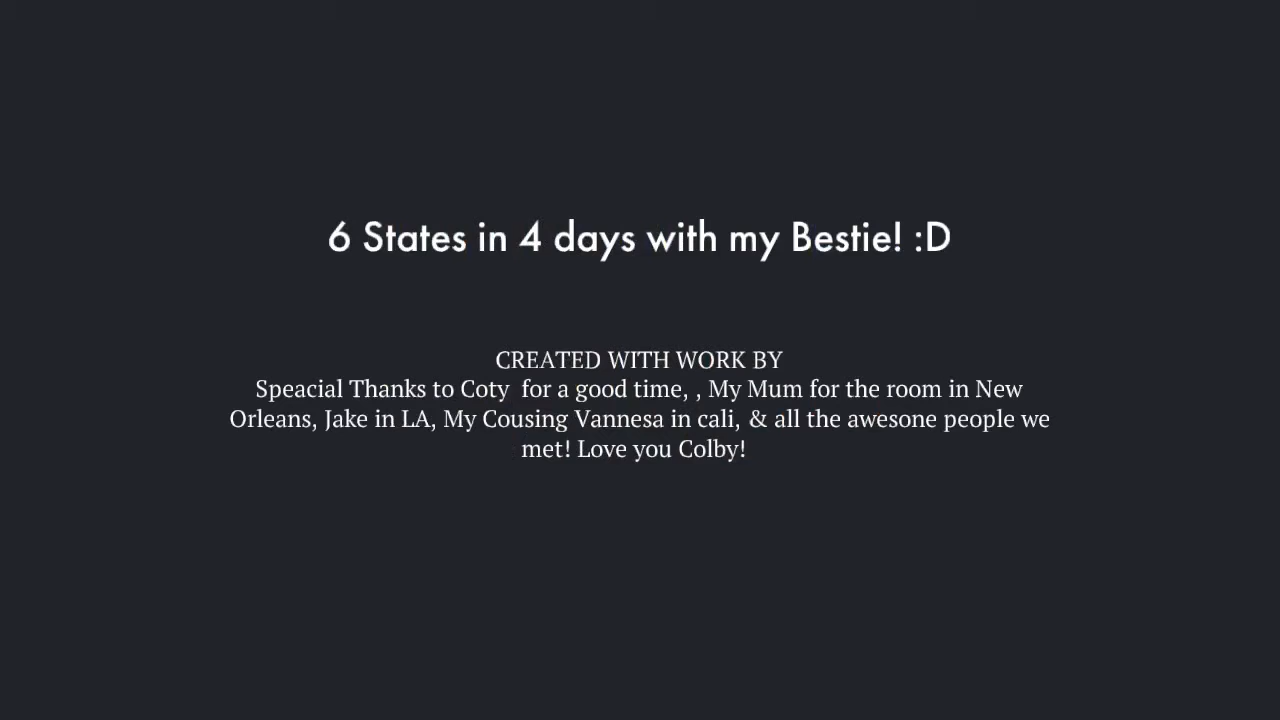 6 States in 4 days with my Bestie! :D
CREATED WITH WORK BY
Speacial Thanks to Coty  for a good time, , My Mum for the room in New
Orleans, Jake in LA, My Cousing Vannesa in cali, & all the awesone people we
met! Love you Colby!